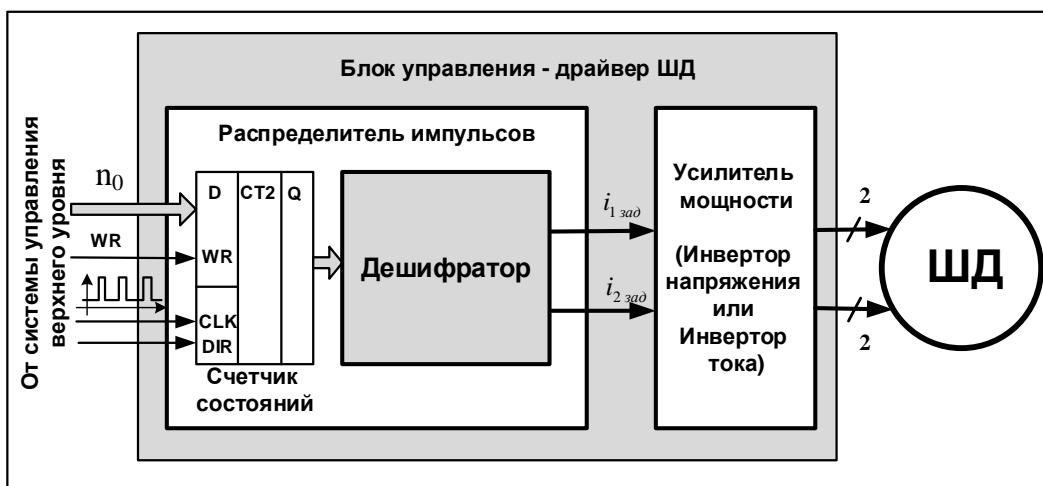 Блок управления - драйвер ШД
Распределитель импульсов
От системы управления
верхнего уровня
n0
WR
D
CT2
Q
WR
CLK
DIR
Счетчик
состояний
Дешифратор
i1 зад
i2 зад
Усилитель
мощности
(Инвертор
напряжения
или
Инвертор
тока)
2
2
ШД